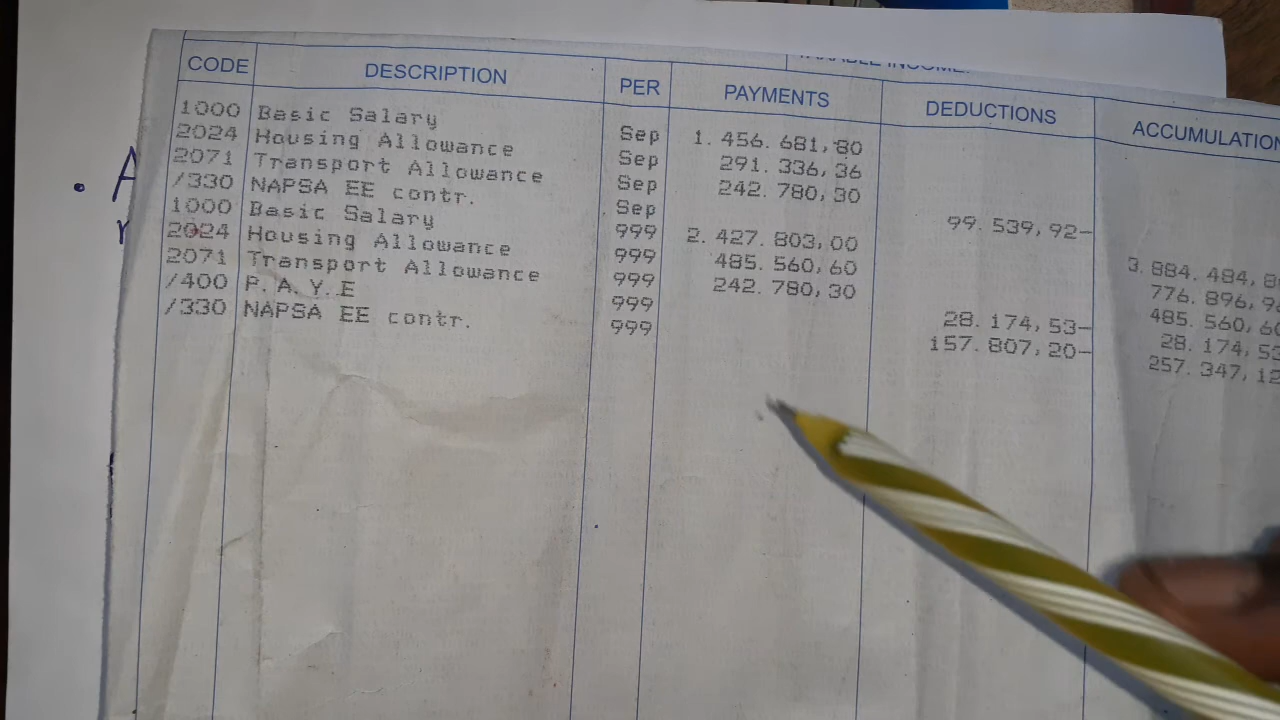 CODE DESCRIPTION PER PAYMENTS DEDUCTIONS ACCUMULATION
1000 Basic Salary Sep 1.456.681,80
2024 Housing Allowance Sep 291.336,36
2071 Transport Allowance Sep 242.780,30
/330 NAPSA EE contr. Sep 99.539,92-
1000 Basic Salary 999 2.427.803,00 3.884.484,8
2024 Housing Allowance 999 485.560,60 776.896,9
2071 Transport Allowance 999 242.780,30 485.560,60
/400 P.A.Y.E 999 28.174,53- 28.174,53
/330 NAPSA EE contr. 999 157.807,20- 257.347,12